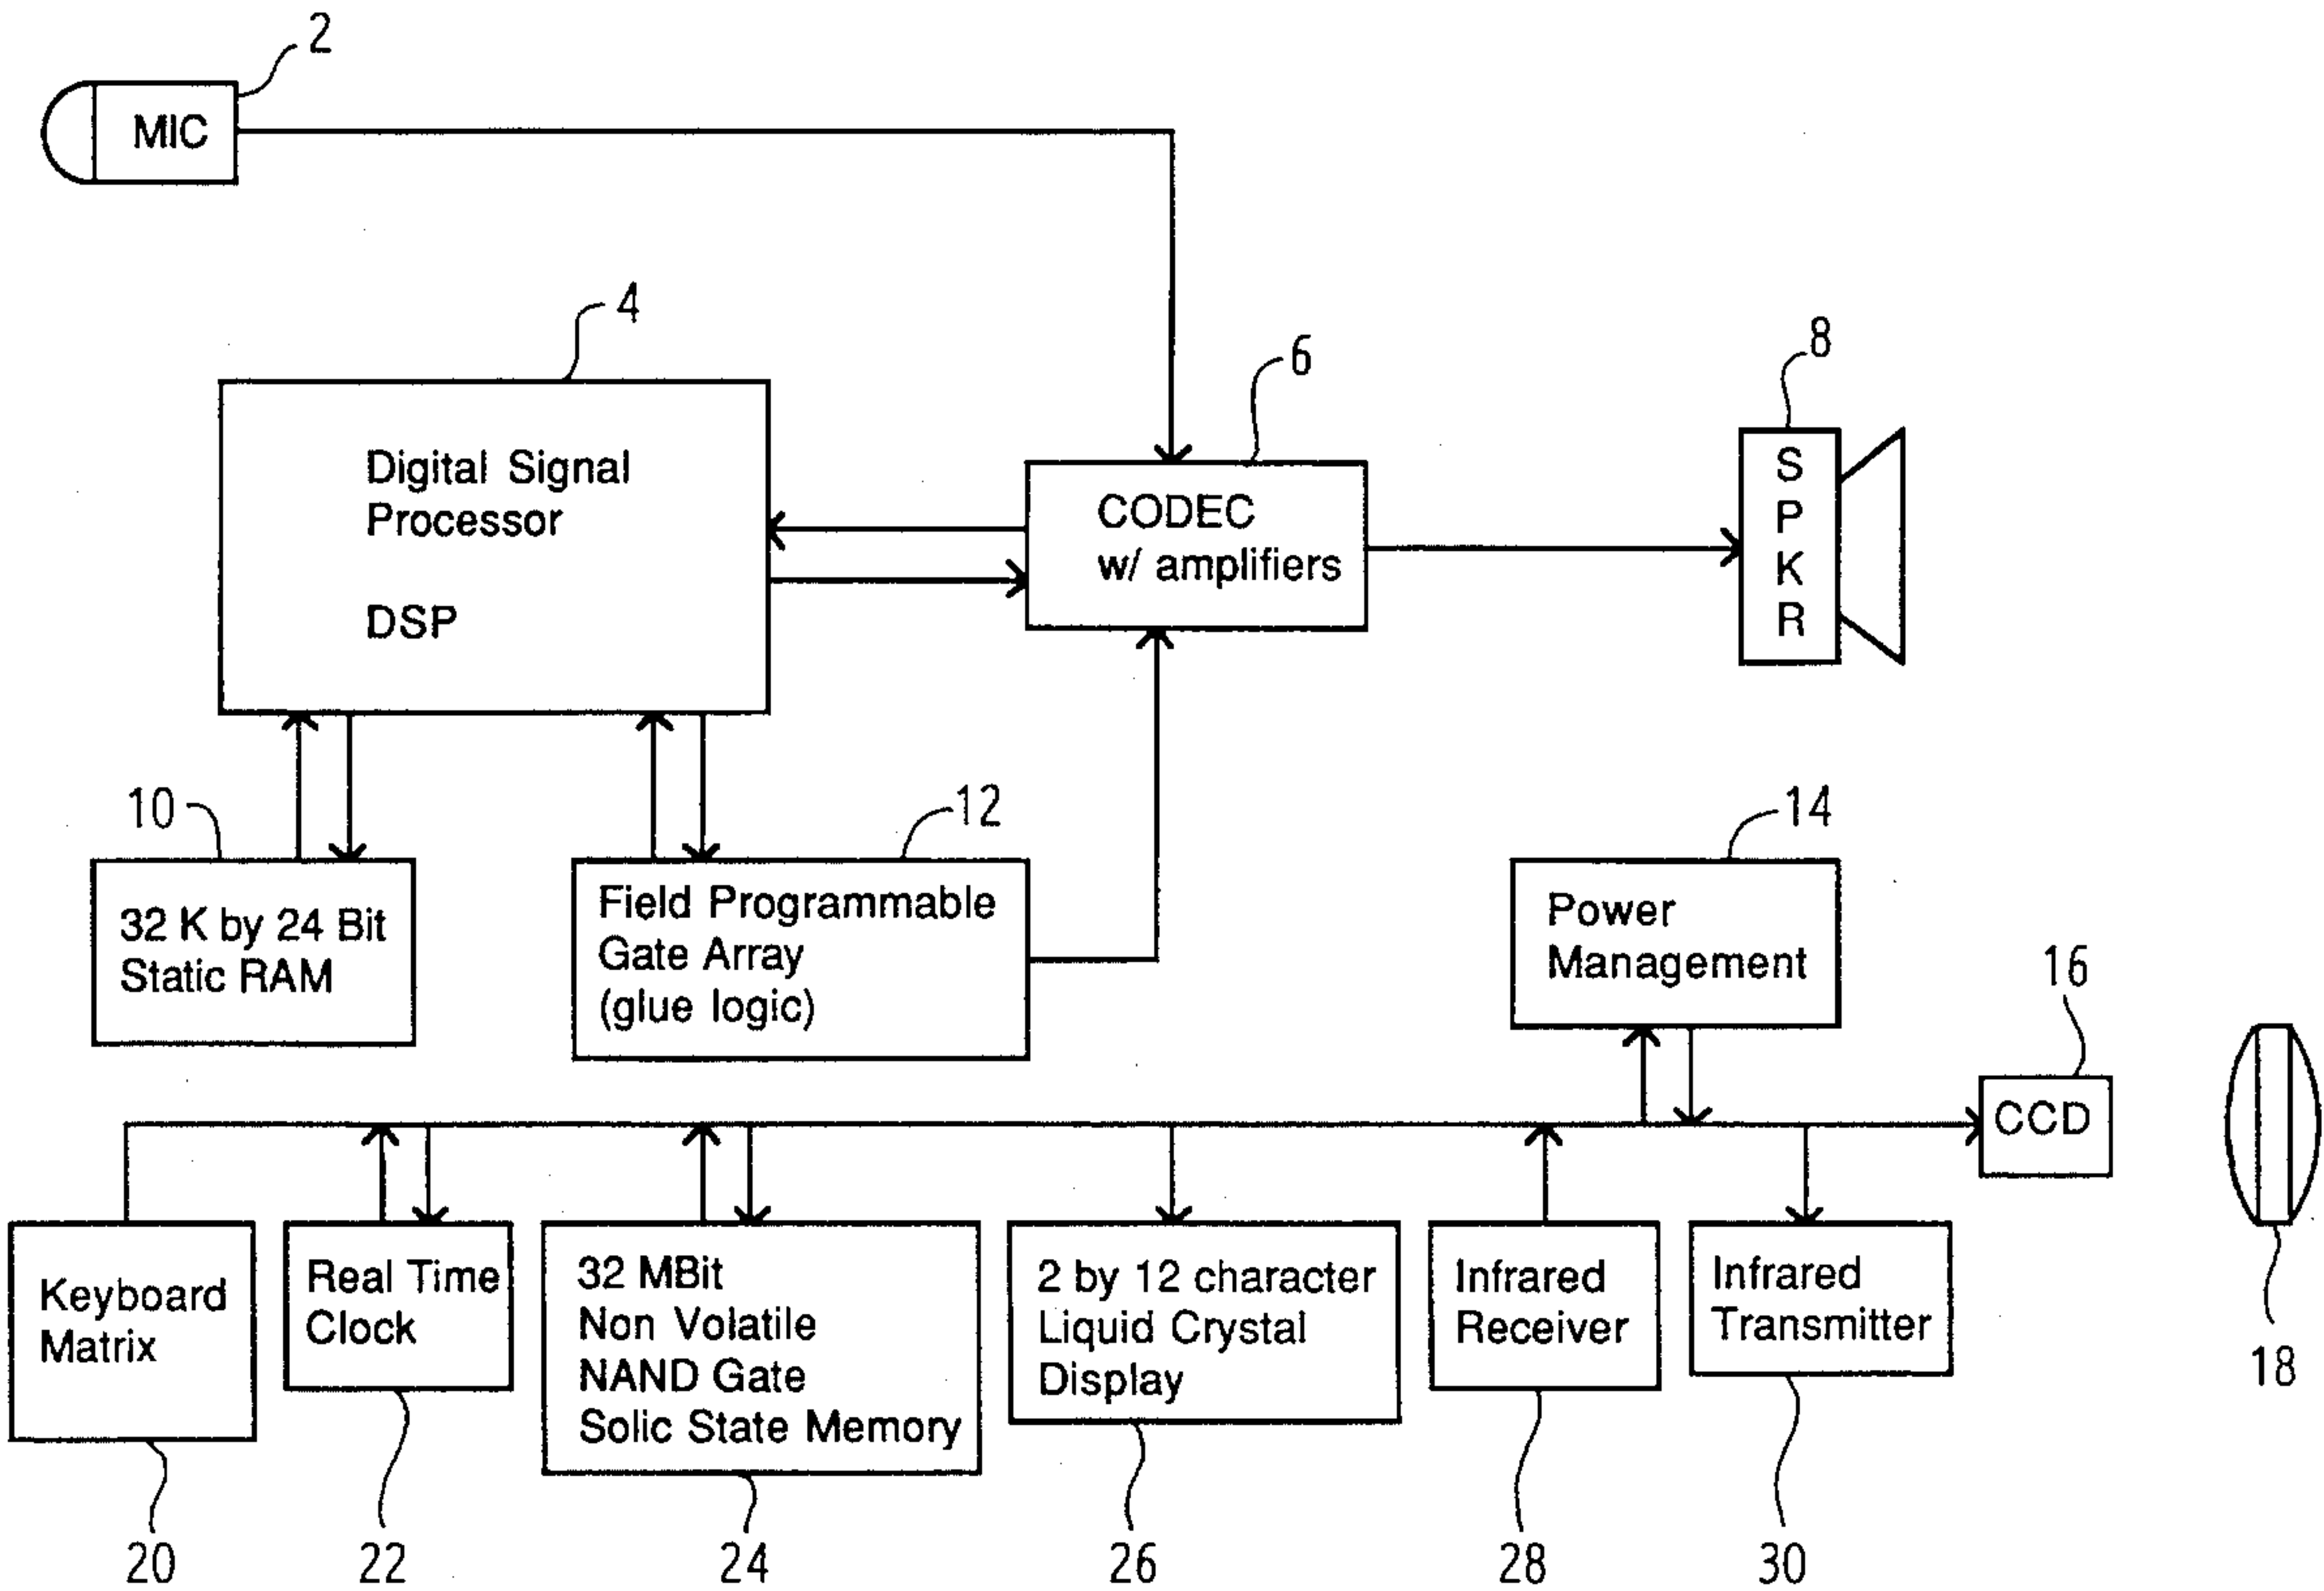 2
MIC
4
6
8
Digital Signal
Processor
DSP
CODEC
w/ amplifiers
S
P
K
R
10
12
14
32 K by 24 Bit
Static RAM
Field Programmable
Gate Array
(glue logic)
Power
Management
16
CCD
18
Keyboard
Matrix
Real Time
Clock
32 MBit
Non Volatile
NAND Gate
Solic State Memory
2 by 12 character
Liquid Crystal
Display
Infrared
Receiver
Infrared
Transmitter
20
22
24
26
28
30